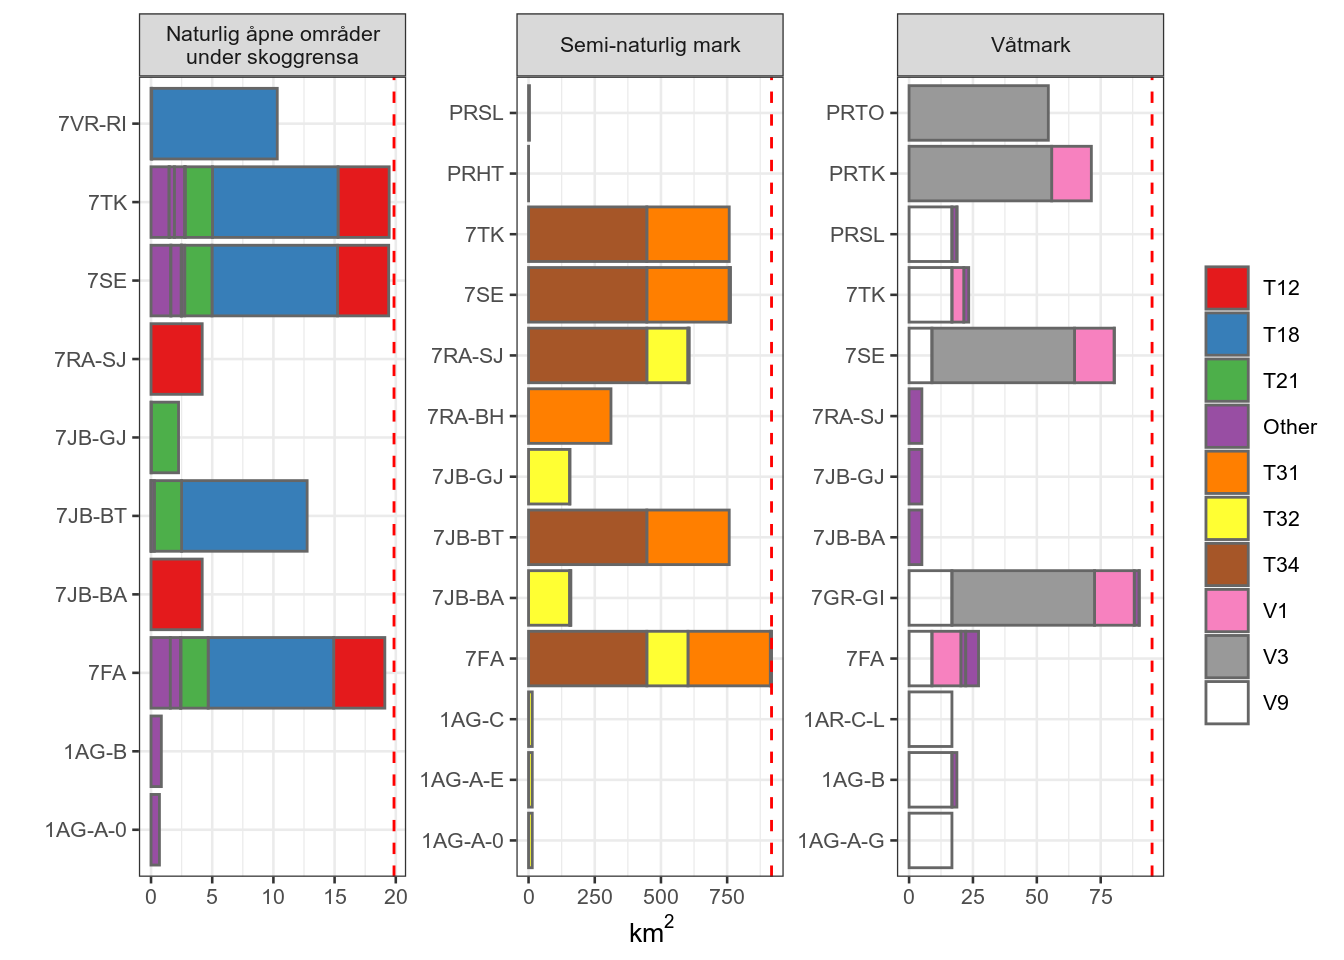 Naturlig åpne områder
under skoggrensa
Semi-naturlig mark
Våtmark
7VR-RI
7TK
7SE
7RA-SJ
7JB-GJ
7JB-BT
7JB-BA
7FA
1AG-B
1AG-A-0
0
5
10
15
20
PRSL
PRHT
7TK
7SE
7RA-SJ
7RA-BH
7JB-GJ
7JB-BT
7JB-BA
7FA
1AG-C
1AG-A-E
1AG-A-0
0
250
500
750
PRTO
PRTK
PRSL
7TK
7SE
7RA-SJ
7JB-GJ
7JB-BA
7GR-GI
7FA
1AR-C-L
1AG-B
1AG-A-G
0
25
50
75
km²
T12
T18
T21
Other
T31
T32
T34
V1
V3
V9